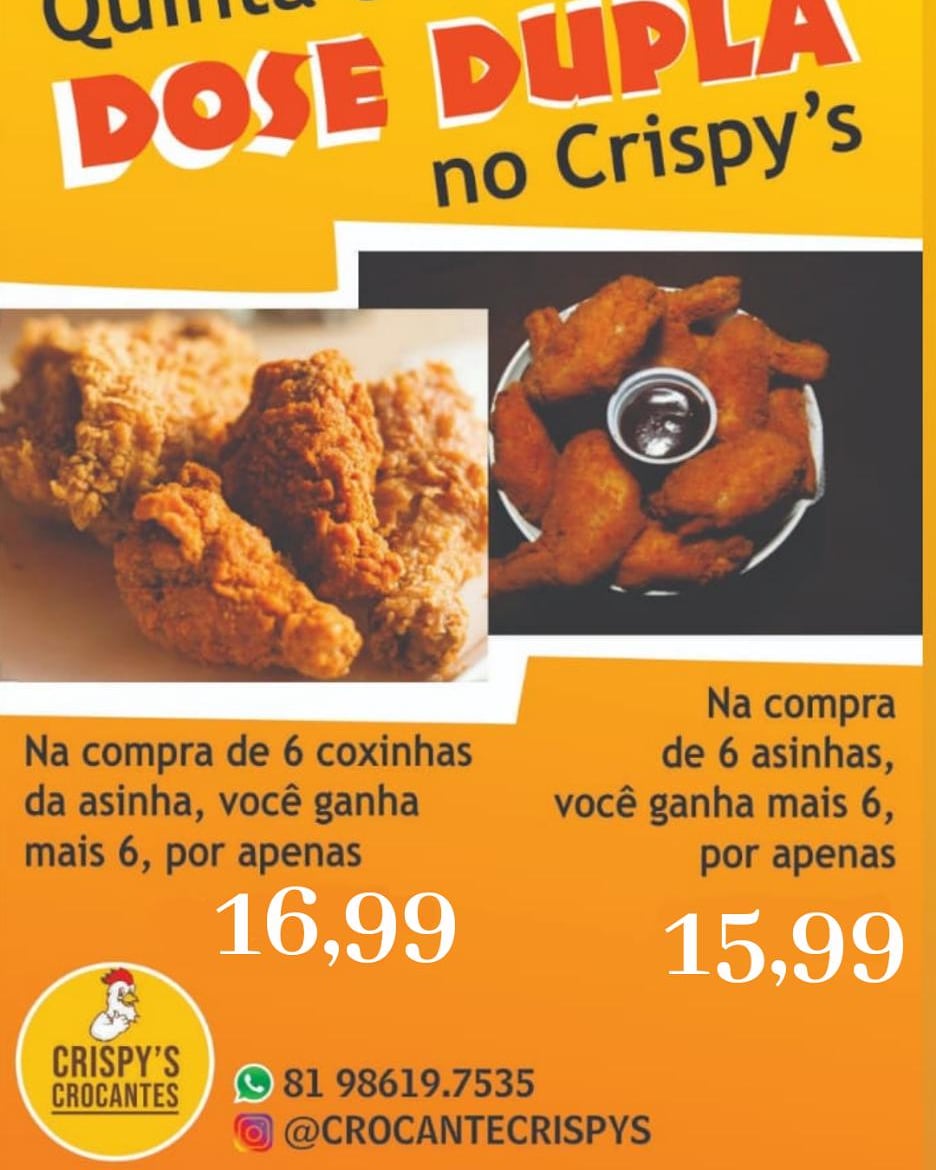 Quinta
DOSE DUPLA
no Crispy's
Na compra de 6 coxinhas
da asinha, você ganha
mais 6, por apenas
16,99
Na compra
de 6 asinhas,
você ganha mais 6,
por apenas
15,99
CRISPY'S
CROCANTES
81 98619.7535
@CROCANTECRISPYS